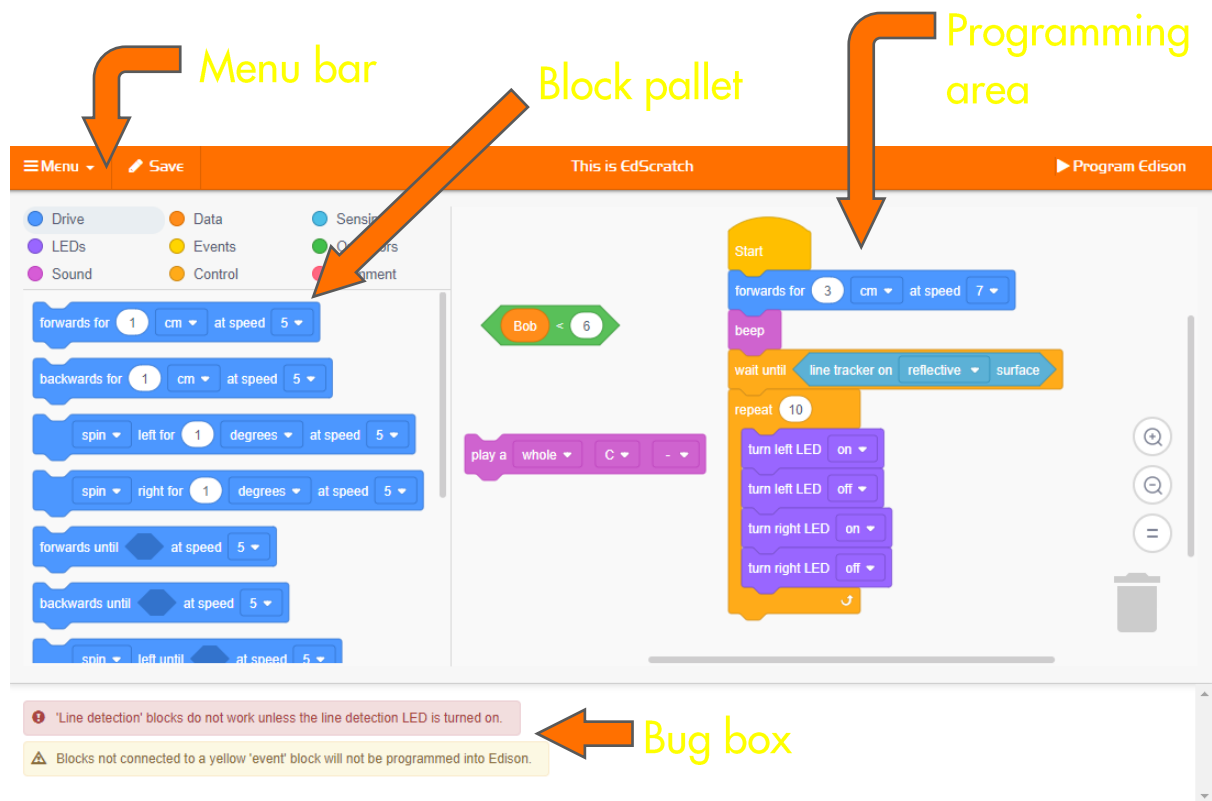 Menu bar
Block pallet
Programming
area
Menu
Save
This is EdScratch
Program Edison
Drive
Data
LEDs
Events
Sound
Control
forwards for 1 cm at speed 5
backwards for 1 cm at speed 5
spin left for 1 degrees at speed 5
spin right for 1 degrees at speed 5
forwards until at speed 5
backwards until at speed 5
spin left until at speed 5
Bob < 6
play a whole C -
Start
forwards for 3 cm at speed 7
beep
wait until line tracker on reflective surface
repeat 10
turn left LED on
turn left LED off
turn right LED on
turn right LED off
'Line detection' blocks do not work unless the line detection LED is turned on.
Blocks not connected to a yellow 'event' block will not be programmed into Edison.
Bug box